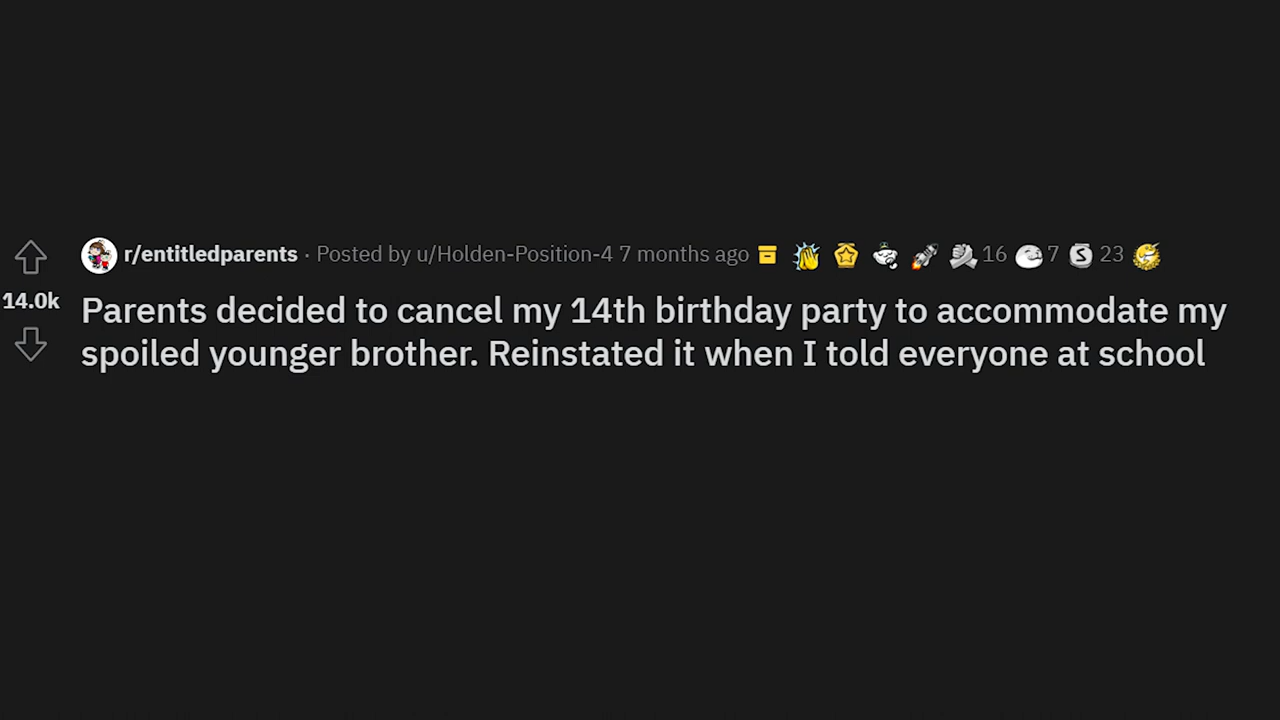 r/entitledparents · Posted by u/Holden-Position-4 7 months ago 16 7 S 23
14.0k
Parents decided to cancel my 14th birthday party to accommodate my
spoiled younger brother. Reinstated it when I told everyone at school